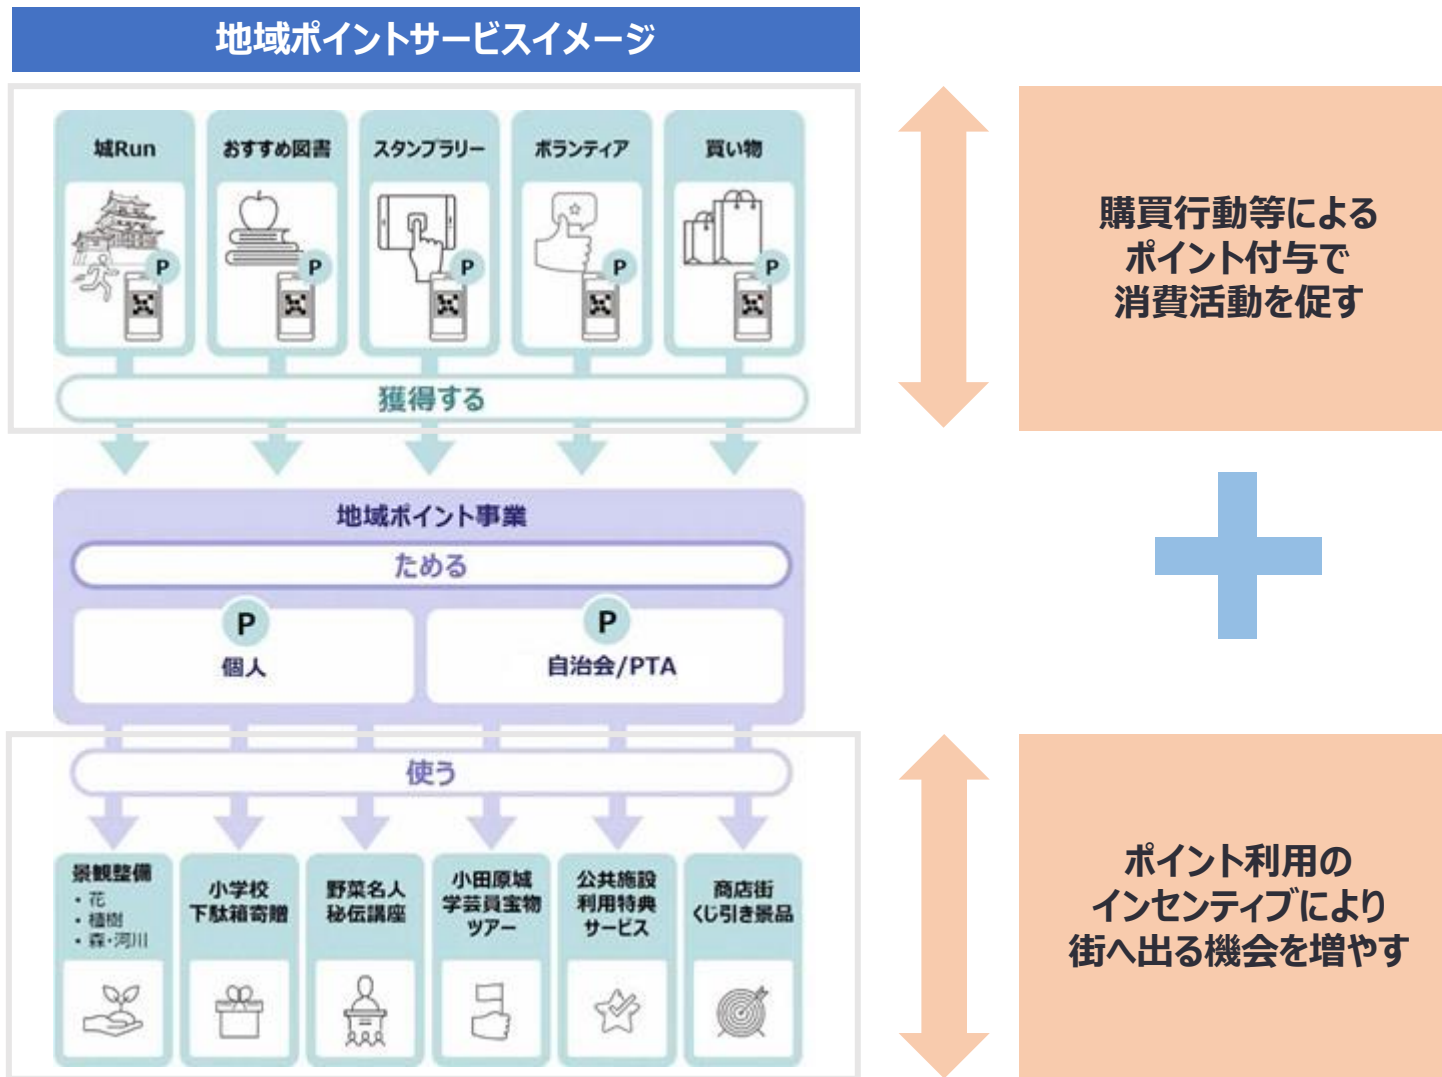 地域ポイントサービスイメージ
城Run
おすすめ図書
スタンプラリー
ボランティア
買い物
P
P
P
P
P
獲得する
購買行動等による
ポイント付与で
消費活動を促す
地域ポイント事業
ためる
P
個人
P
自治会/PTA
使う
景観整備
・花
・植樹
・森・河川
小学校
下駄箱寄贈
野菜名人
秘伝講座
小田原城
学芸員宝物
ツアー
公共施設
利用特典
サービス
商店街
くじ引き景品
ポイント利用の
インセンティブにより
街へ出る機会を増やす